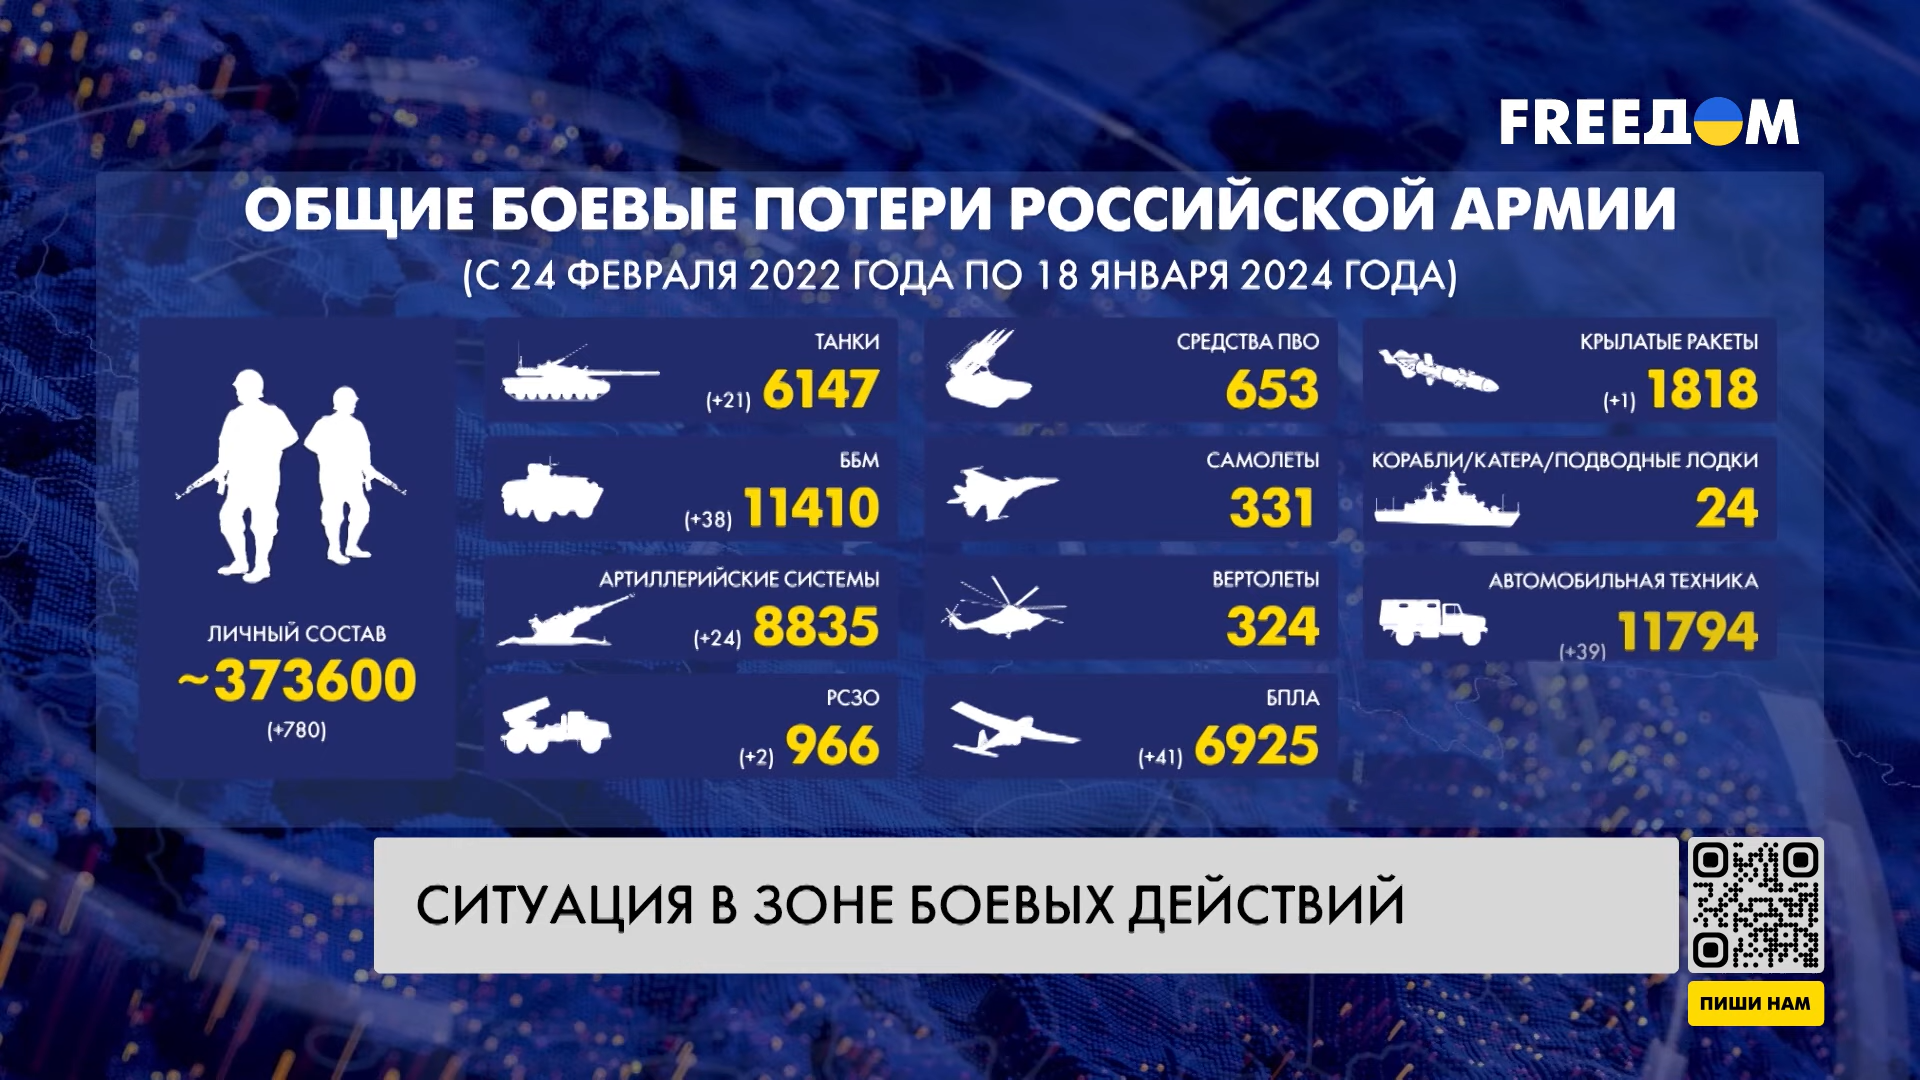 FREEДOM
ОБЩИЕ БОЕВЫЕ ПОТЕРИ РОССИЙСКОЙ АРМИИ
(С 24 ФЕВРАЛЯ 2022 ГОДА ПО 18 ЯНВАРЯ 2024 ГОДА)
ЛИЧНЫЙ СОСТАВ
~373600
(+780)
ТАНКИ
(+21) 6147
ББМ
(+38) 11410
АРТИЛЛЕРИЙСКИЕ СИСТЕМЫ
(+24) 8835
РСЗО
(+2) 966
СРЕДСТВА ПВО
653
САМОЛЕТЫ
331
ВЕРТОЛЕТЫ
324
БПЛА
(+41) 6925
КРЫЛАТЫЕ РАКЕТЫ
(+1) 1818
КОРАБЛИ/КАТЕРА/ПОДВОДНЫЕ ЛОДКИ
24
АВТОМОБИЛЬНАЯ ТЕХНИКА
(+39) 11794
СИТУАЦИЯ В ЗОНЕ БОЕВЫХ ДЕЙСТВИЙ
ПИШИ НАМ